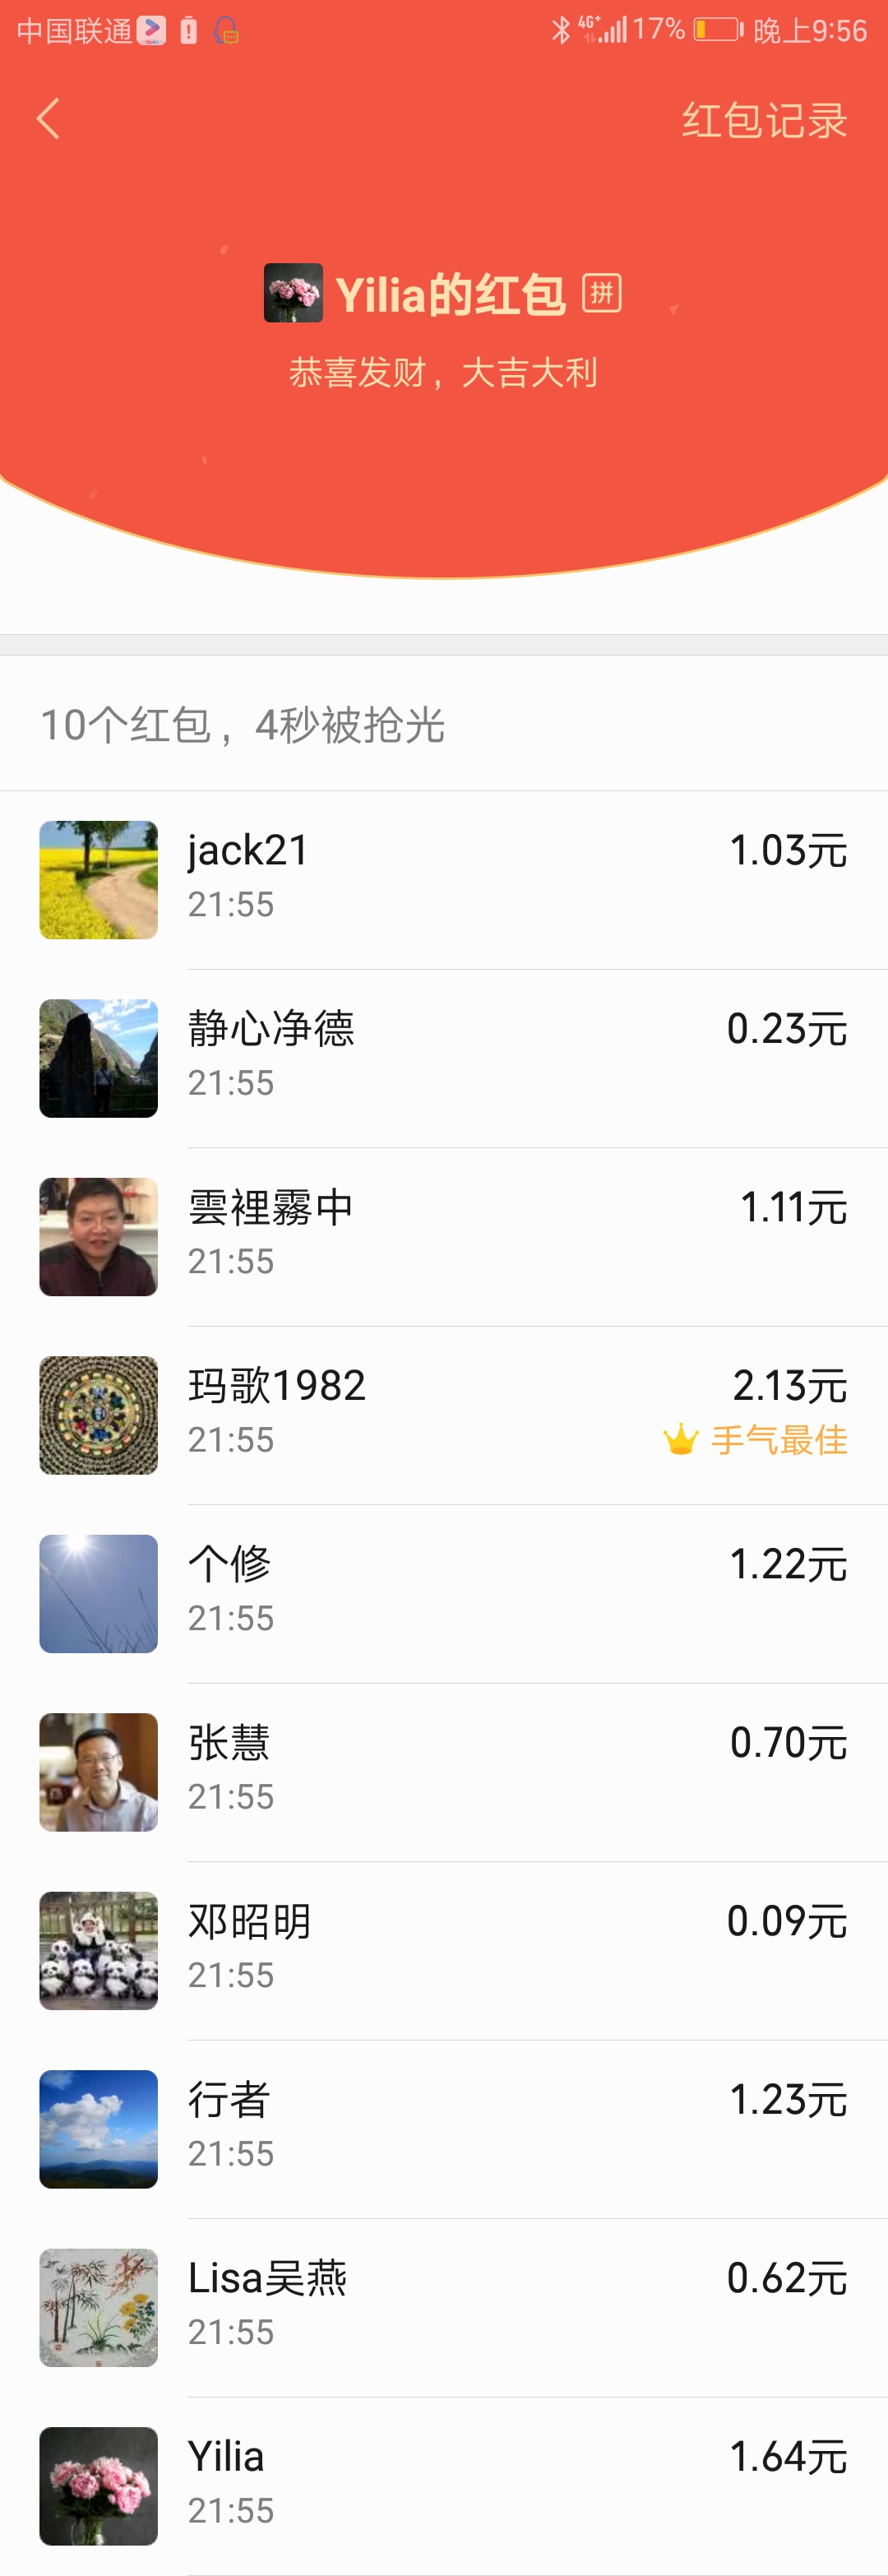 中国联通 4G+ 17% 晚上9:56
红包记录
Yilia的红包 拼
恭喜发财，大吉大利
10个红包，4秒被抢光
jack21 1.03元
21:55
静心净德 0.23元
21:55
雲裡霧中 1.11元
21:55
玛歌1982 2.13元
21:55 手气最佳
个修 1.22元
21:55
张慧 0.70元
21:55
邓昭明 0.09元
21:55
行者 1.23元
21:55
Lisa吴燕 0.62元
21:55
Yilia 1.64元
21:55